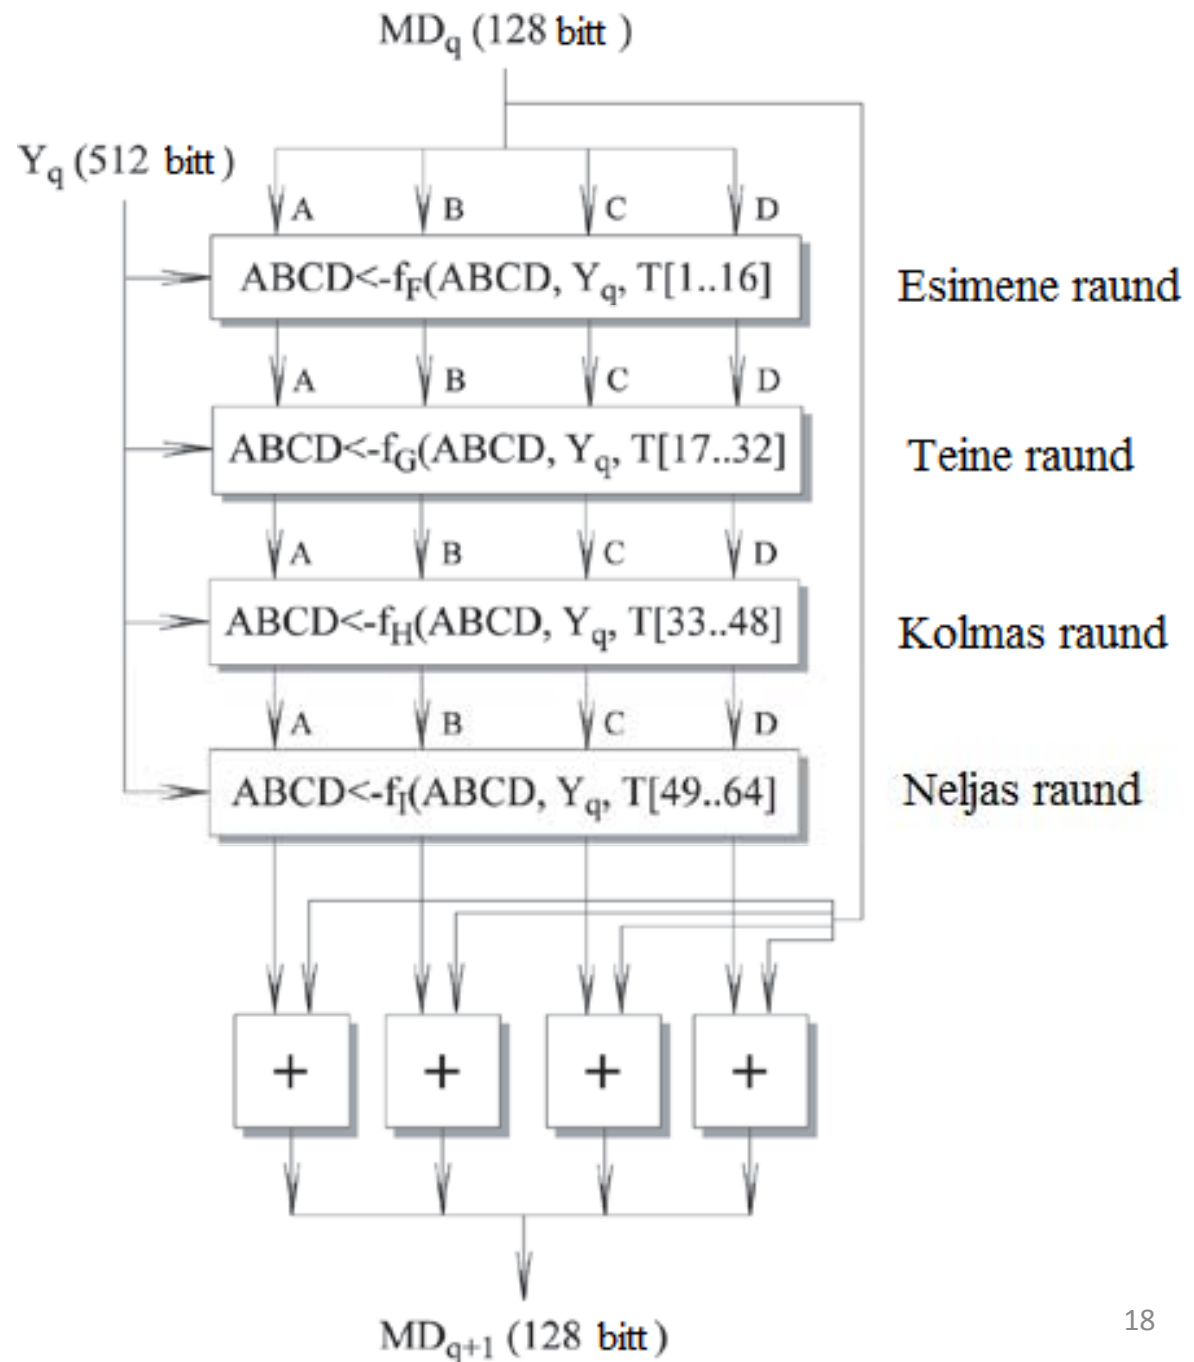 MDq (128 bitt )
Yq (512 bitt )
A B C D
ABCD<-fF(ABCD, Yq, T[1..16]
Esimene raund
A B C D
ABCD<-fG(ABCD, Yq, T[17..32]
Teine raund
A B C D
ABCD<-fH(ABCD, Yq, T[33..48]
Kolmas raund
A B C D
ABCD<-fI(ABCD, Yq, T[49..64]
Neljas raund
+ + + +
MDq+1 (128 bitt )
18